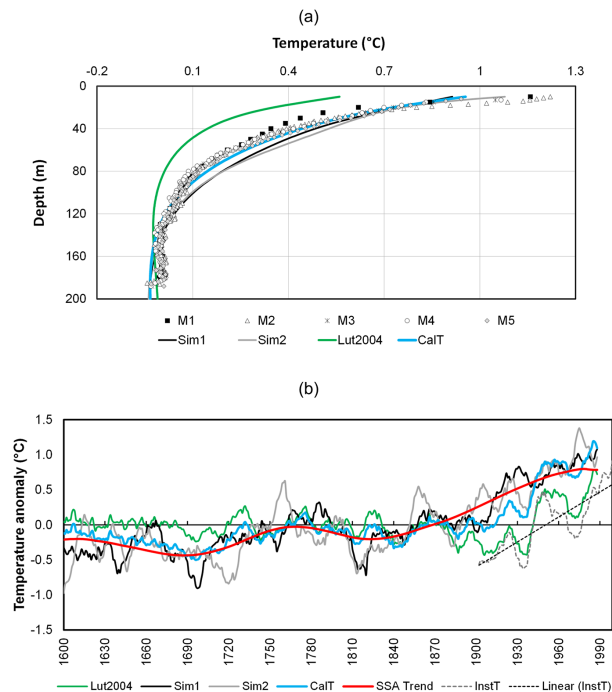 (a)
Temperature (°C)
-0.2 0.1 0.4 0.7 1 1.3
0
40
80
120
160
200
Depth (m)
M1 M2 M3 M4 M5
Sim1 Sim2 Lut2004 CalT
(b)
1.5
1.0
0.5
0.0
-0.5
-1.0
-1.5
Temperature anomaly (°C)
1600 1630 1660 1690 1720 1750 1780 1810 1840 1870 1900 1930 1960 1990
Lut2004 Sim1 Sim2 CalT SSA Trend InstT Linear (InstT)